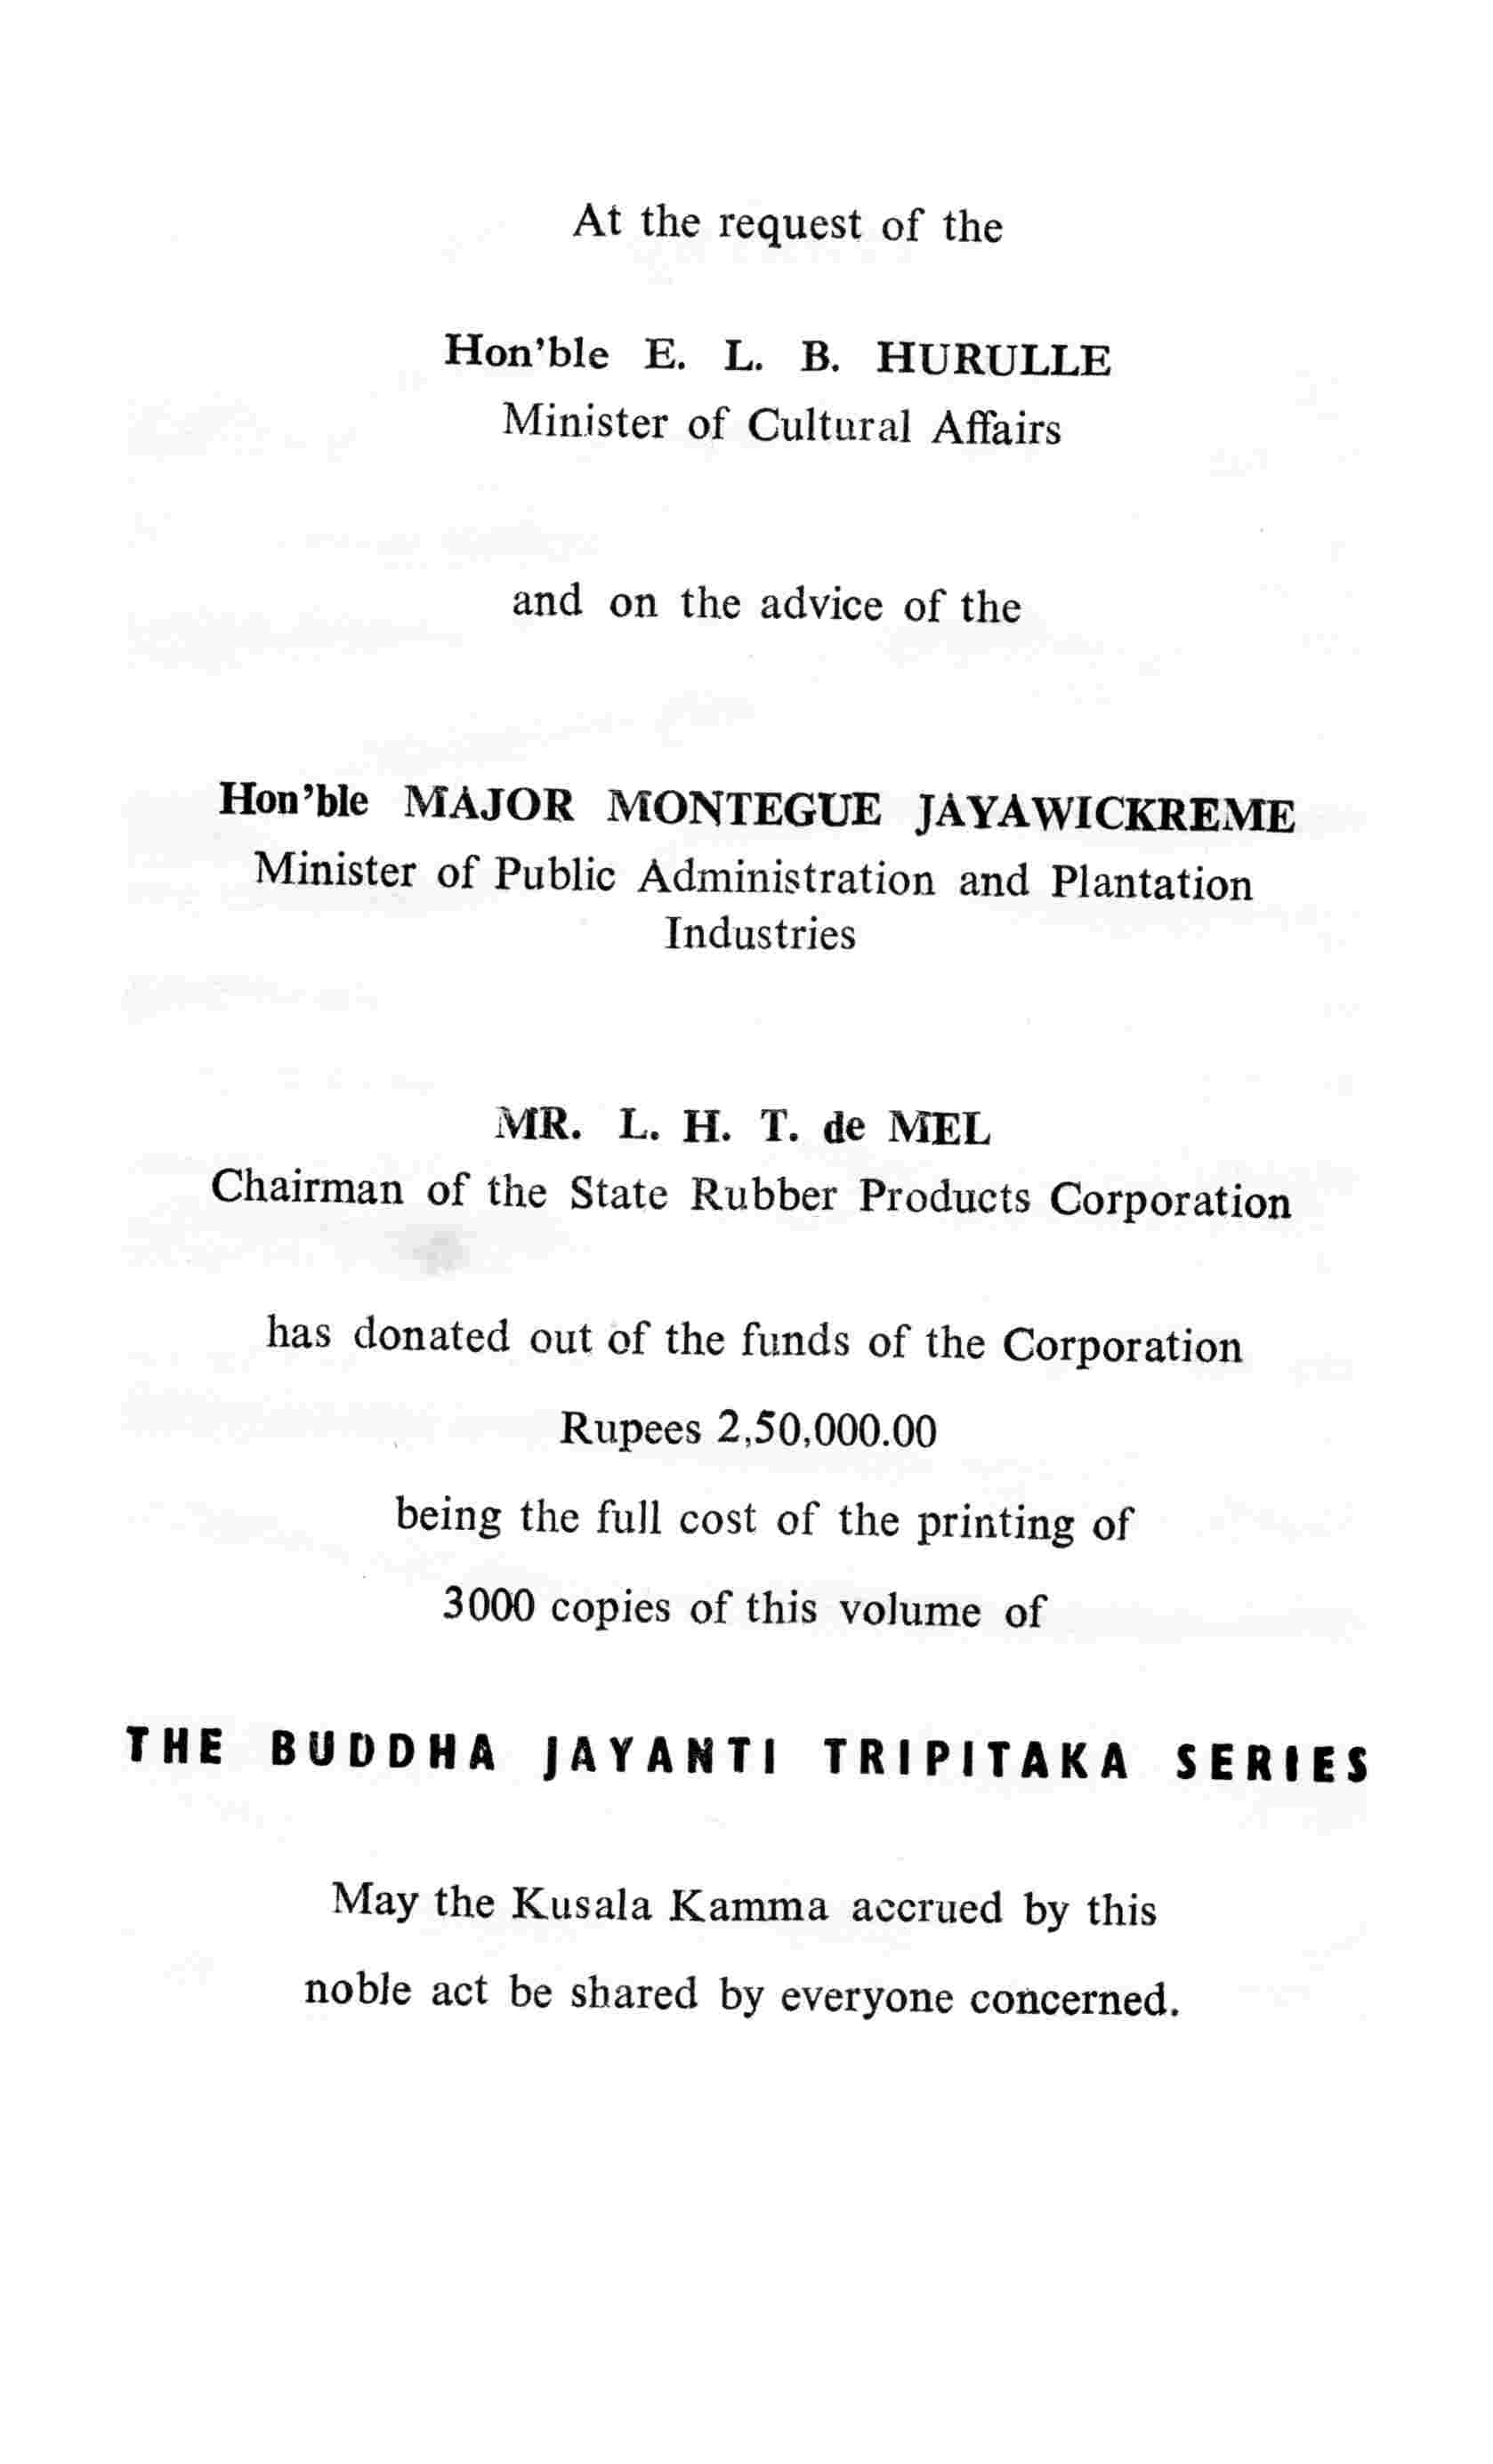 At the request of the
Hon'ble E. L. B. HURULLE
Minister of Cultural Affairs
and on the advice of the
Hon'ble MAJOR MONTEGUE JAYAWICKREME
Minister of Public Administration and Plantation
Industries
MR. L. H. T. de MEL
Chairman of the State Rubber Products Corporation
has donated out of the funds of the Corporation
Rupees 2,50,000.00
being the full cost of the printing of
3000 copies of this volume of
THE BUDDHA JAYANTI TRIPITAKA SERIES
May the Kusala Kamma accrued by this
noble act be shared by everyone concerned.